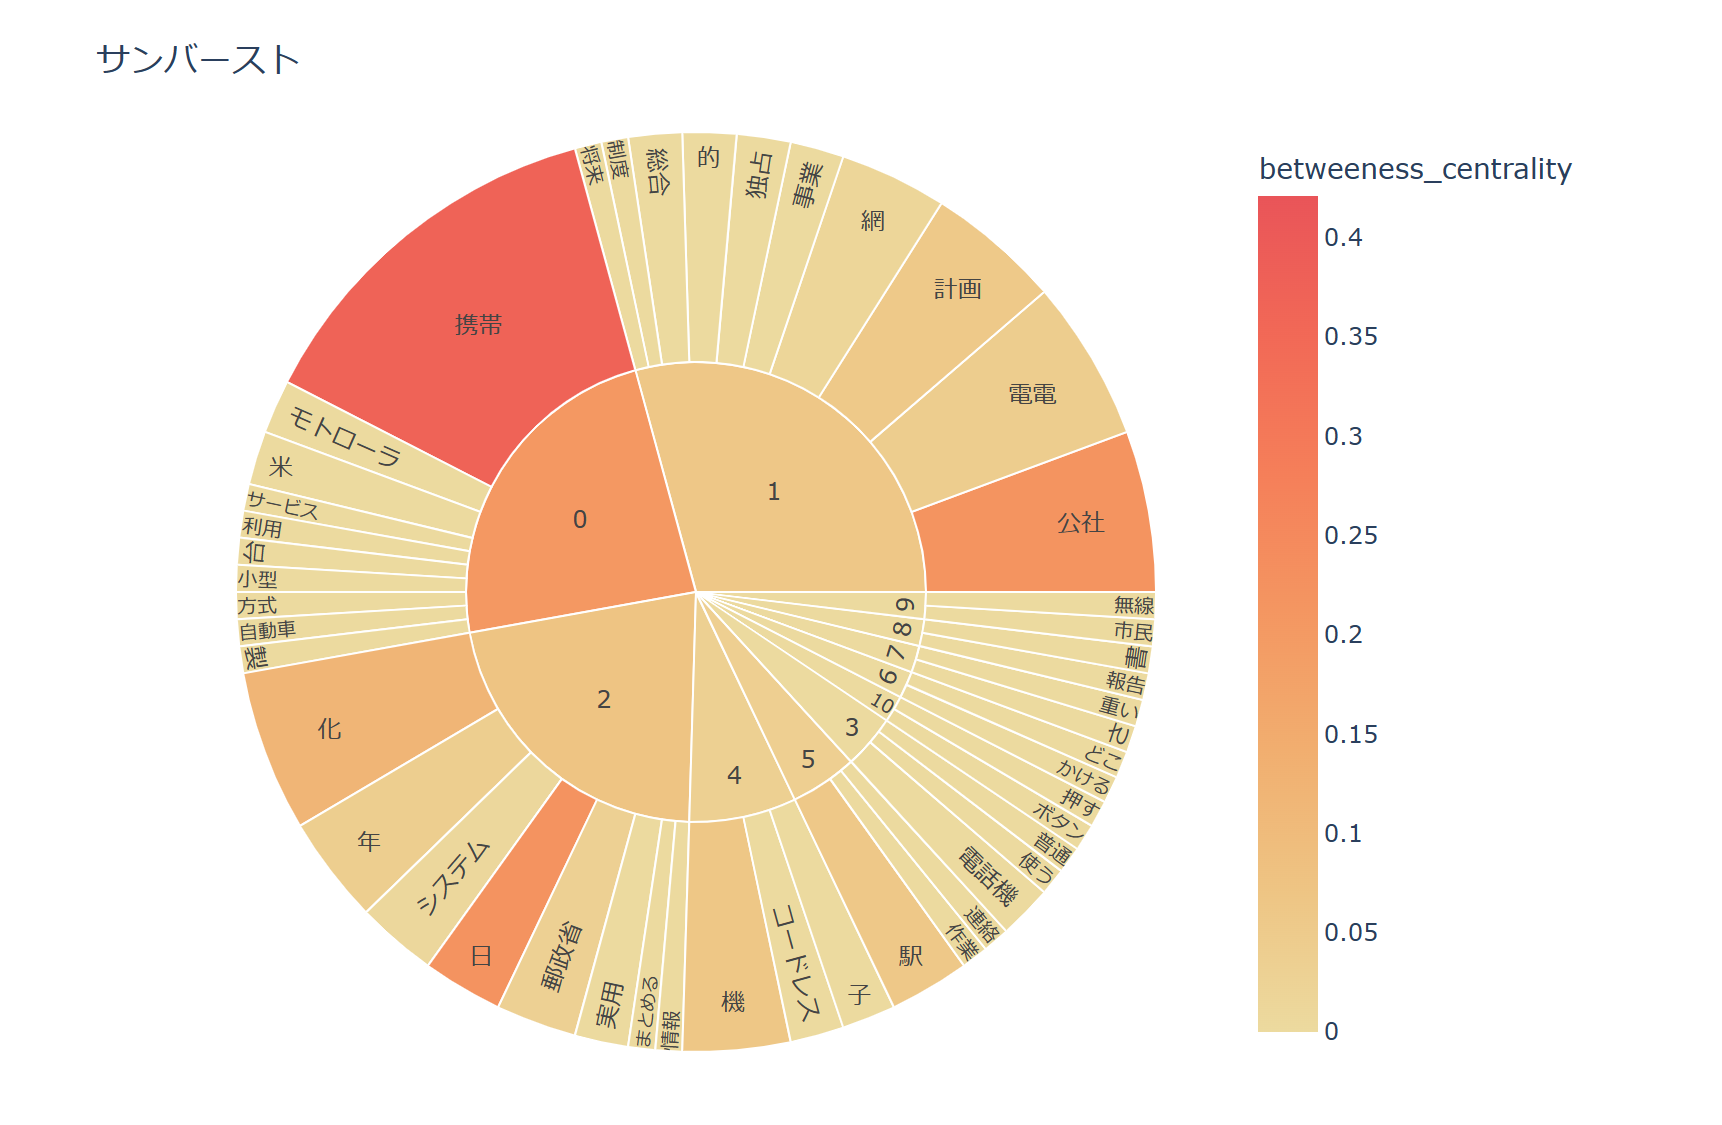 サンバースト
betweeness_centrality
0.4
0.35
0.3
0.25
0.2
0.15
0.1
0.05
0
1
公社
電電
計画
網
事業
独占
的
総合
制度
将来
0
携帯
モトローラ
米
サービス
利用
台
小型
方式
自動車
製
2
化
年
システム
日
郵政省
実用
まとめる
情報
4
機
コードレス
子
5
駅
作業
連絡
3
電話機
使う
普通
10
ボタン
押す
6
かける
どこ
7
重い
報告
8
書
市民
9
無線